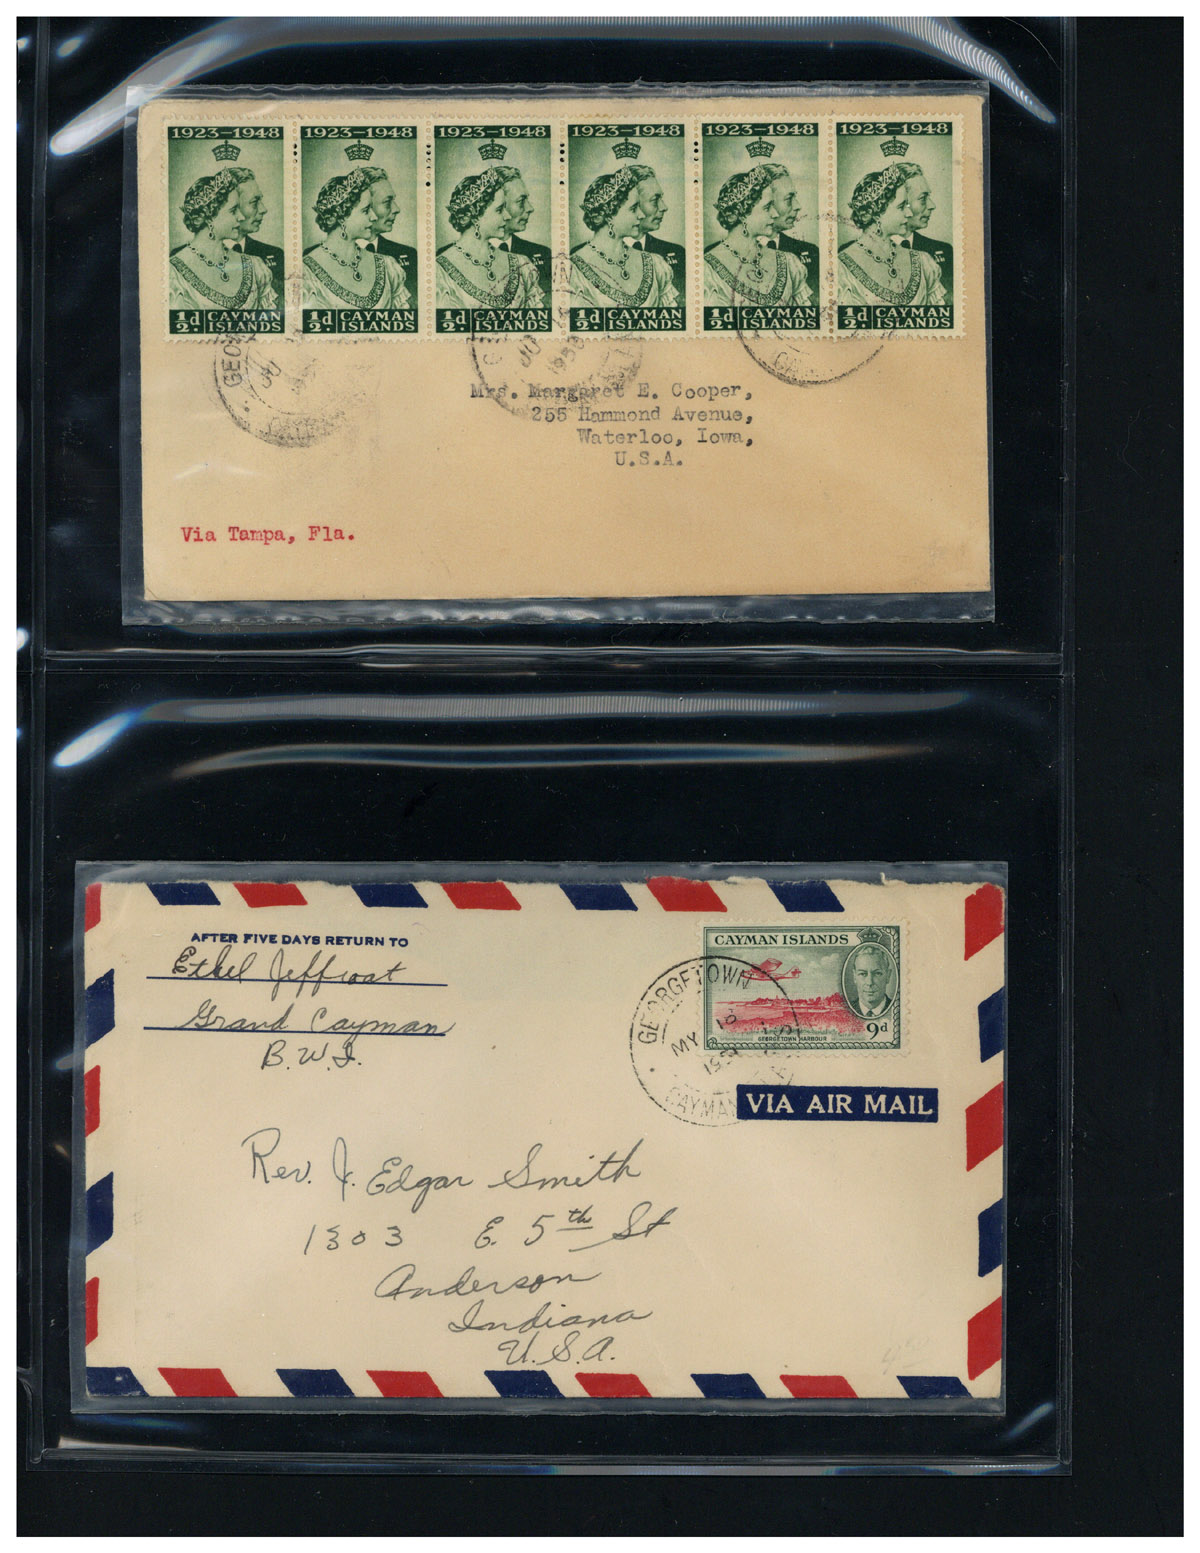 1923–1948 1923–1948 1923–1948 1923–1948 1923–1948 1923–1948
½d. CAYMAN ISLANDS ½d. CAYMAN ISLANDS ½d. CAYMAN ISLANDS ½d. CAYMAN ISLANDS ½d. CAYMAN ISLANDS ½d. CAYMAN ISLANDS
1950
Mrs. Margaret E. Cooper,
255 Hammond Avenue,
Waterloo, Iowa,
U.S.A.
Via Tampa, Fla.
AFTER FIVE DAYS RETURN TO
Ethel Jeffroat
Grand Cayman
B.W.I.
CAYMAN ISLANDS
9d
GEORGETOWN HARBOUR
GEORGETOWN
MY 18
CAYMAN
VIA AIR MAIL
Rev. J. Edgar Smith
1303 E. 5th St
Anderson
Indiana
U.S.A.